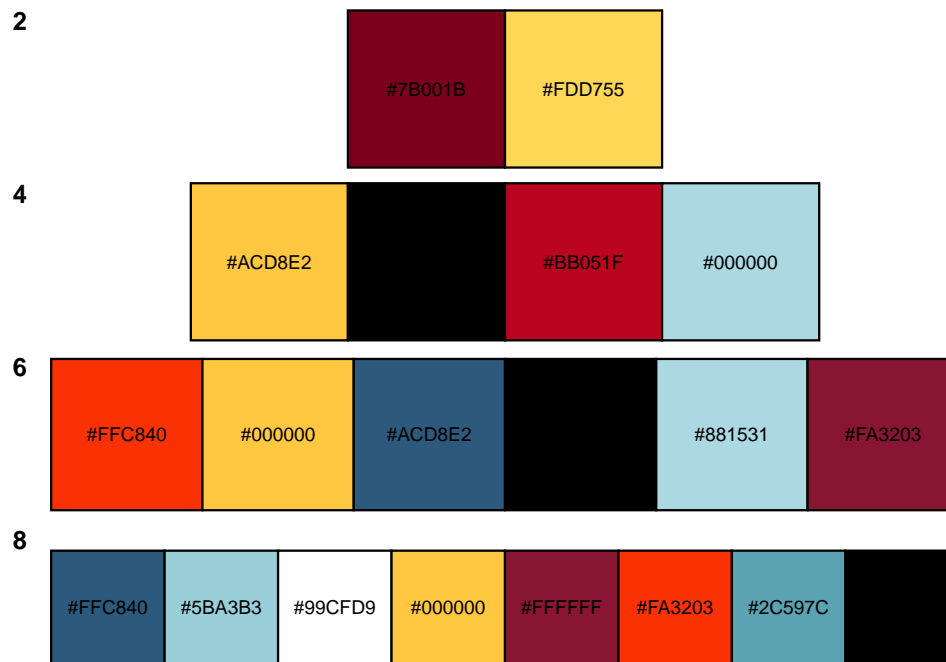 2
#7B001B #FDD755
4
#ACD8E2 #BB051F #000000
6
#FFC840 #000000 #ACD8E2 #881531 #FA3203
8
#FFC840 #5BA3B3 #99CFD9 #000000 #FFFFFF #FA3203 #2C597C